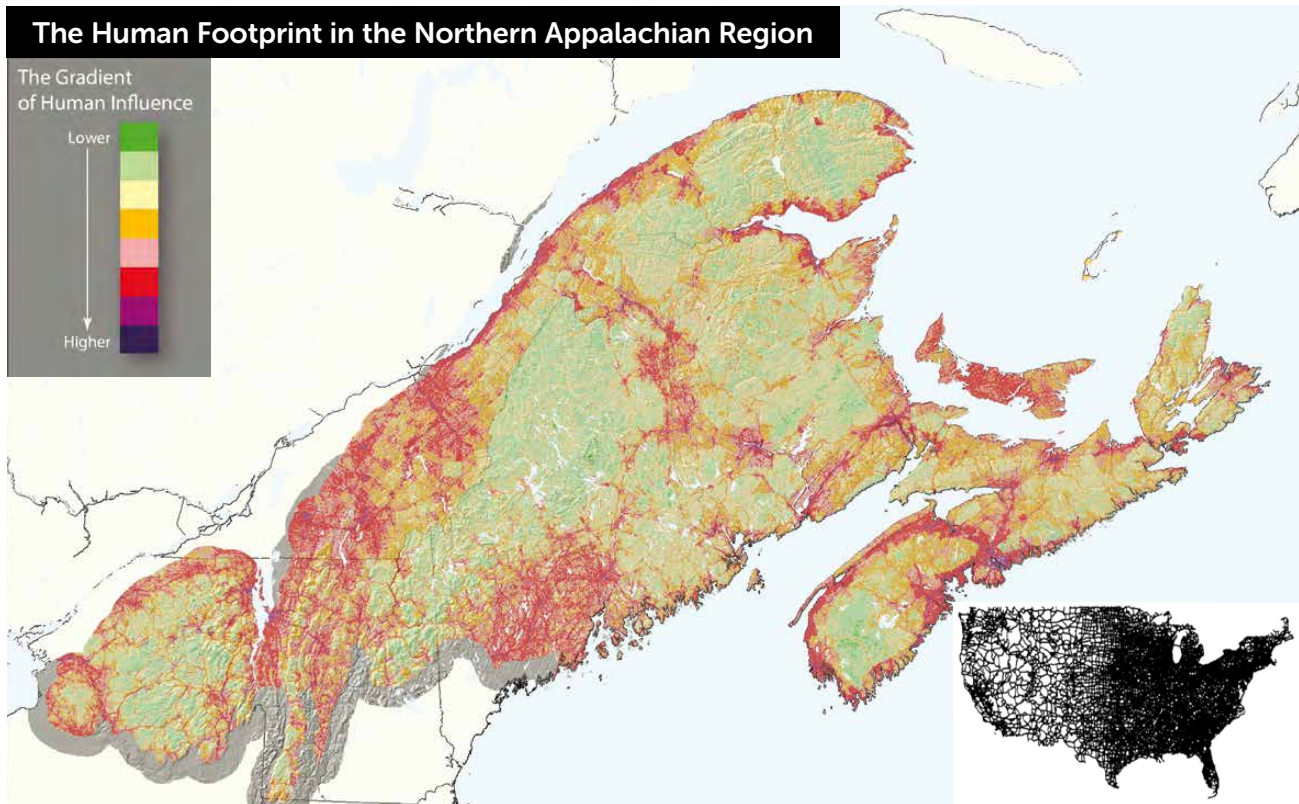 The Human Footprint in the Northern Appalachian Region
The Gradient
of Human Influence
Lower
Higher